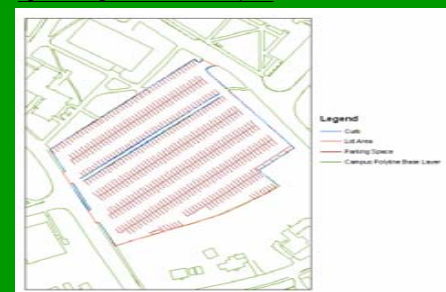 Legend
Curb
Lot Area
Parking Space
Campus Polyline Base Layer